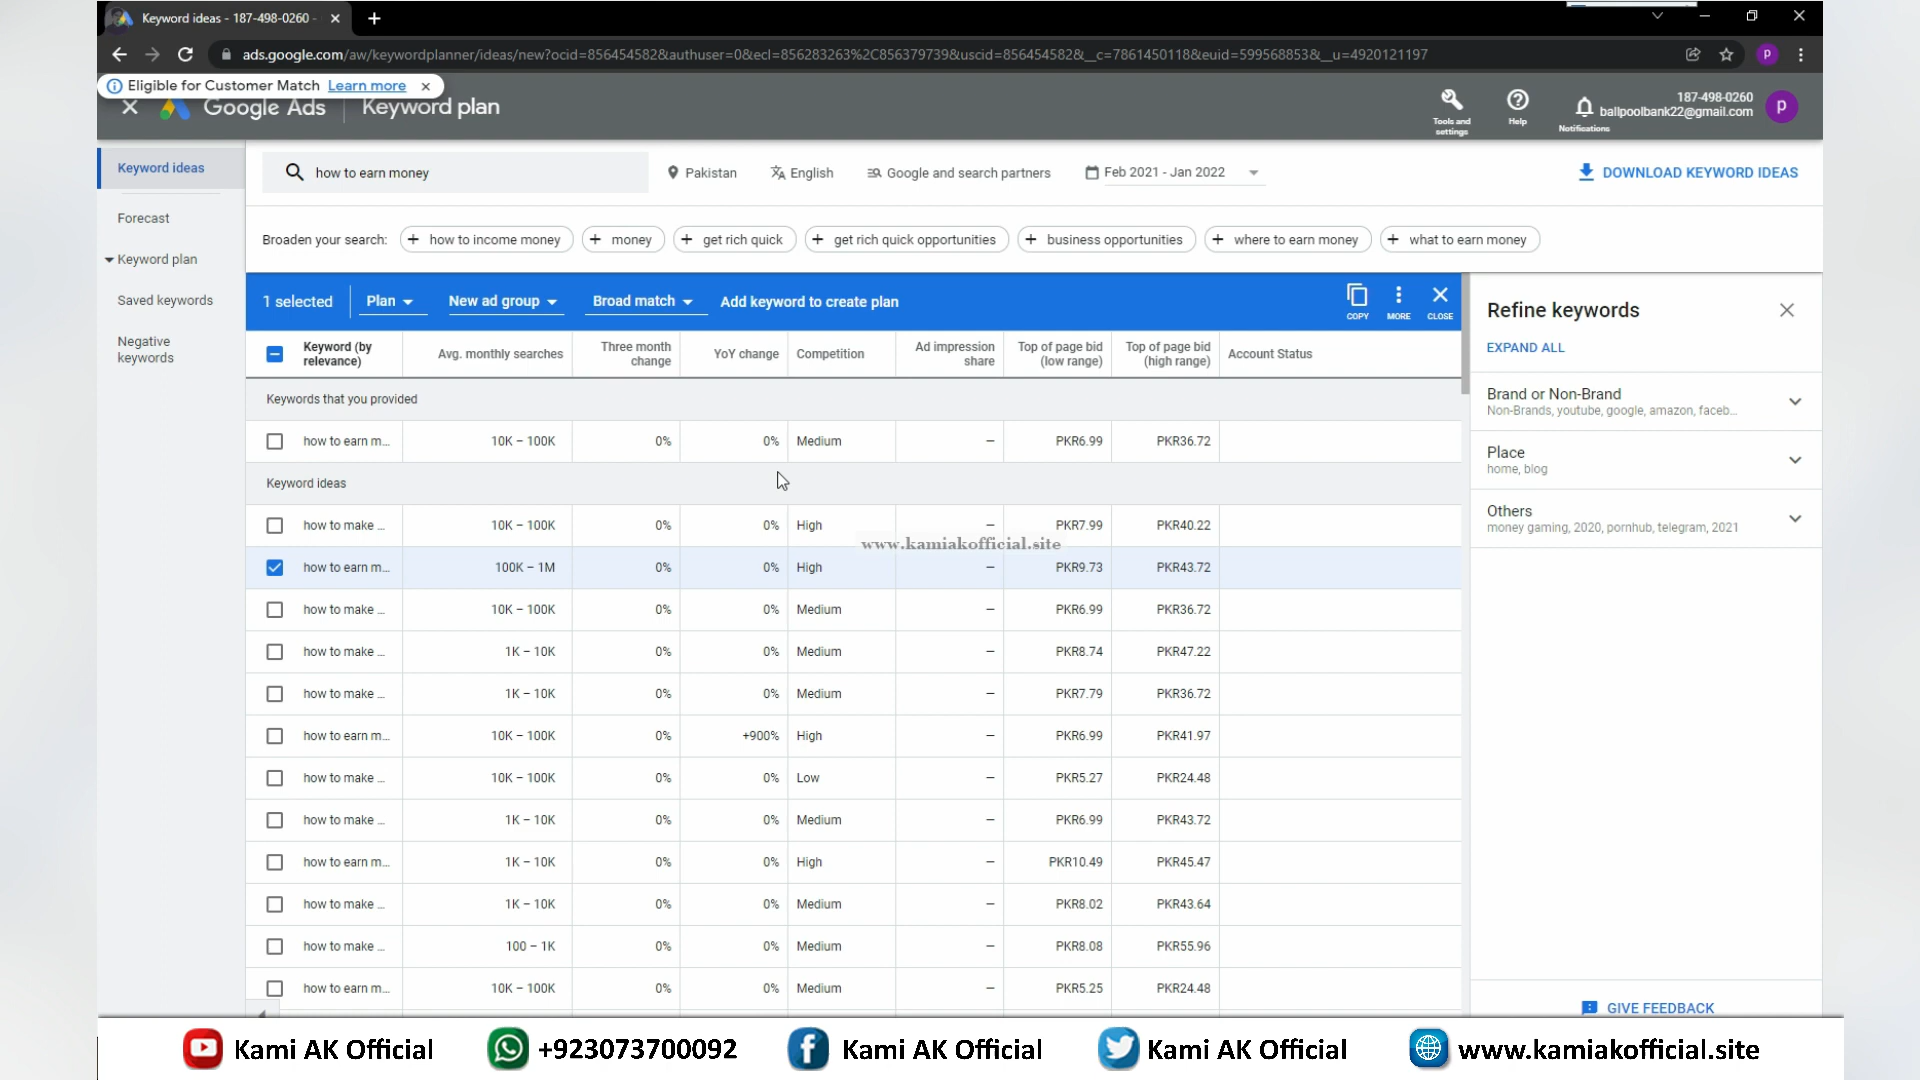 Keyword ideas - 187-498-0260 -
ads.google.com/aw/keywordplanner/ideas/new?ocid=856454582&authuser=0&ecl=856283263%2C856379739&uscid=856454582&__c=7861450118&euid=599568853&__u=4920121197
P
Eligible for Customer Match Learn more
Google Ads Keyword plan
Tools and settings
Help
Notifications
187-498-0260
ballpoolbank22@gmail.com
P
Keyword ideas
Forecast
Keyword plan
Saved keywords
Negative keywords
how to earn money
Pakistan English Google and search partners Feb 2021 - Jan 2022 DOWNLOAD KEYWORD IDEAS
Broaden your search: + how to income money + money + get rich quick + get rich quick opportunities + business opportunities + where to earn money + what to earn money
1 selected Plan New ad group Broad match Add keyword to create plan COPY MORE CLOSE
Keyword (by relevance) Avg. monthly searches Three month change YoY change Competition Ad impression share Top of page bid (low range) Top of page bid (high range) Account Status
Keywords that you provided
how to earn m... 10K – 100K 0% 0% Medium – PKR6.99 PKR36.72
Keyword ideas
how to make ... 10K – 100K 0% 0% High – PKR7.99 PKR40.22
www.kamiakofficial.site
how to earn m... 100K – 1M 0% 0% High – PKR9.73 PKR43.72
how to make ... 10K – 100K 0% 0% Medium – PKR6.99 PKR36.72
how to make ... 1K – 10K 0% 0% Medium – PKR8.74 PKR47.22
how to make ... 1K – 10K 0% 0% Medium – PKR7.79 PKR36.72
how to earn m... 10K – 100K 0% +900% High – PKR6.99 PKR41.97
how to make ... 10K – 100K 0% 0% Low – PKR5.27 PKR24.48
how to make ... 1K – 10K 0% 0% Medium – PKR6.99 PKR43.72
how to earn m... 1K – 10K 0% 0% High – PKR10.49 PKR45.47
how to make ... 1K – 10K 0% 0% Medium – PKR8.02 PKR43.64
how to make ... 100 – 1K 0% 0% Medium – PKR8.08 PKR55.96
how to earn m... 10K – 100K 0% 0% Medium – PKR5.25 PKR24.48
Refine keywords
EXPAND ALL
Brand or Non-Brand
Non-Brands, youtube, google, amazon, faceb...
Place
home, blog
Others
money gaming, 2020, pornhub, telegram, 2021
GIVE FEEDBACK
Kami AK Official +923073700092 Kami AK Official Kami AK Official www.kamiakofficial.site